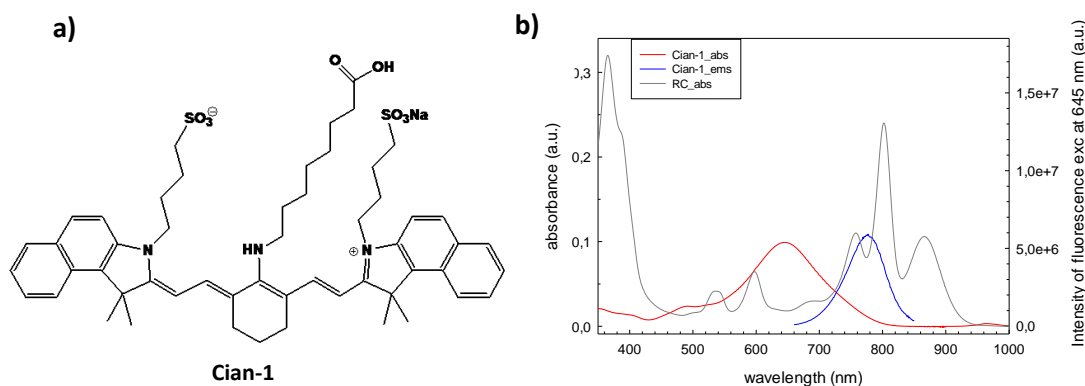 a)
O
OH
SO3⊖
SO3Na
HN
N
N
⊕
Cian-1
b)
Cian-1_abs
Cian-1_ems
RC_abs
absorbance (a.u.)
0,3
0,2
0,1
0,0
400 500 600 700 800 900 1000
wavelength (nm)
1,5e+7
1,0e+7
5,0e+6
0,0
Intensity of fluorescence exc at 645 nm (a.u.)